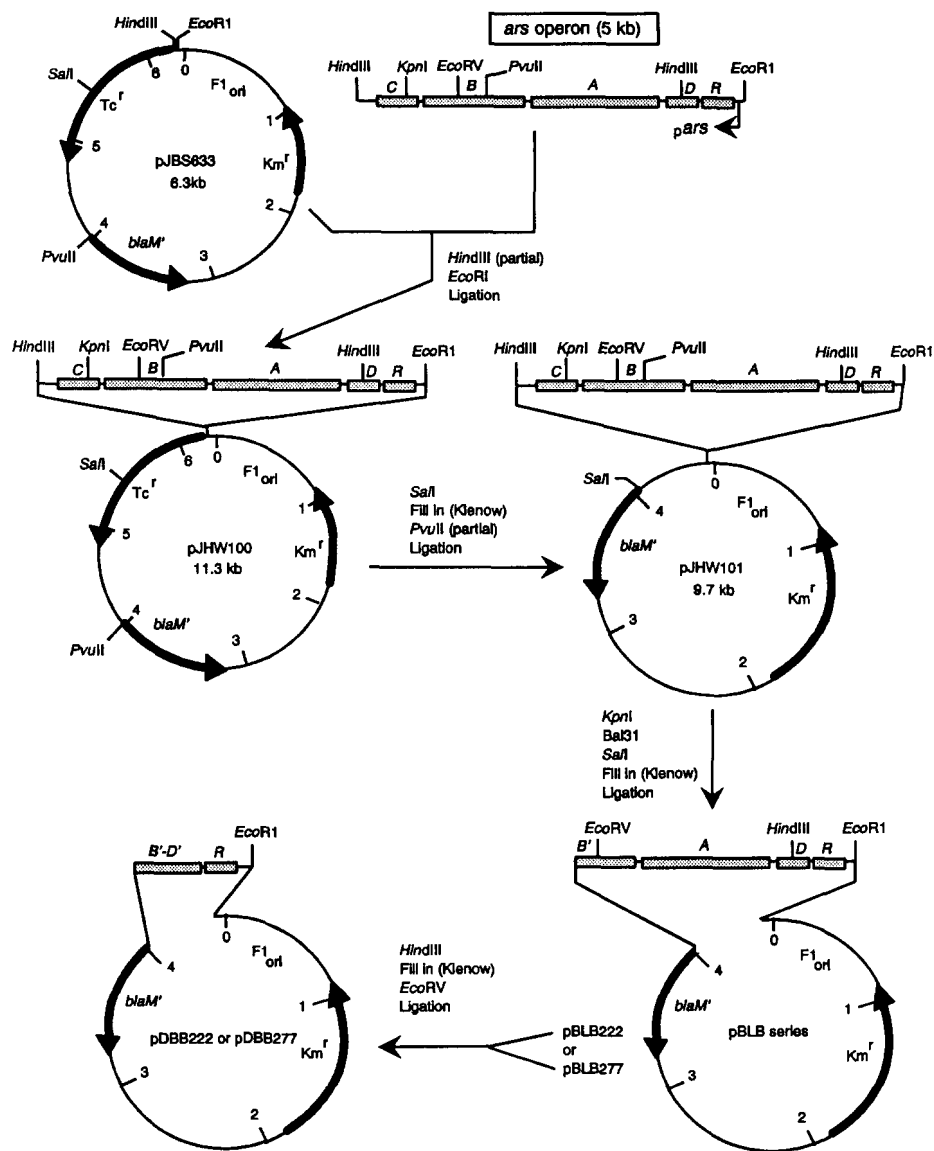 HindIII EcoR1
SalI
6
0
Tcr
F1ori
5
1
pJBS633
6.3kb
Kmr
2
4
PvuII
blaM'
3
ars operon (5 kb)
HindIII KpnI EcoRV PvuII HindIII EcoR1
C B A D R
pars
HindIII (partial)
EcoRI
Ligation
HindIII KpnI EcoRV PvuII HindIII EcoR1
C B A D R
SalI
6
0
Tcr
F1ori
5
1
pJHW100
11.3 kb
Kmr
2
4
PvuII
blaM'
3
SalI
Fill in (Klenow)
PvuII (partial)
Ligation
HindIII KpnI EcoRV PvuII HindIII EcoR1
C B A D R
SalI
0
4
F1ori
blaM'
1
pJHW101
9.7 kb
Kmr
3
2
KpnI
Bal31
SalI
Fill in (Klenow)
Ligation
EcoRV HindIII EcoR1
B' A D R
0
4
F1ori
blaM'
1
pBLB series
Kmr
3
2
pBLB222
or
pBLB277
HindIII
Fill in (Klenow)
EcoRV
Ligation
EcoR1
B'-D' R
0
4
F1ori
blaM'
1
pDBB222 or pDBB277
Kmr
3
2